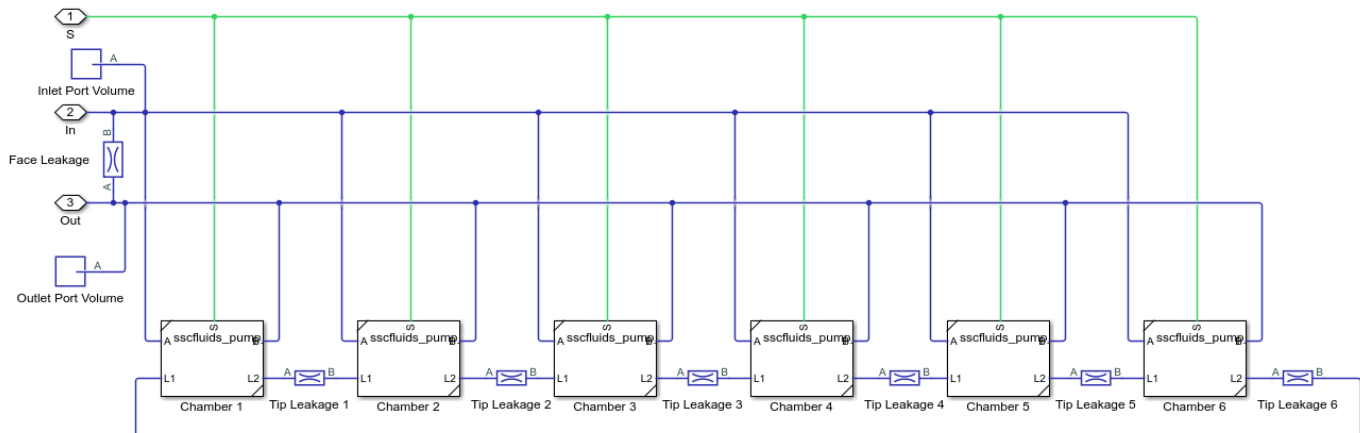 1
S
A
Inlet Port Volume
2
In
B
Face Leakage
A
3
Out
A
Outlet Port Volume
S S S S S S
sscfluids_pump sscfluids_pump sscfluids_pump sscfluids_pump sscfluids_pump sscfluids_pump
A B A B A B A B A B A B
L1 L2 A B L1 L2 A B L1 L2 A B L1 L2 A B L1 L2 A B L1 L2 A B
Chamber 1 Tip Leakage 1 Chamber 2 Tip Leakage 2 Chamber 3 Tip Leakage 3 Chamber 4 Tip Leakage 4 Chamber 5 Tip Leakage 5 Chamber 6 Tip Leakage 6